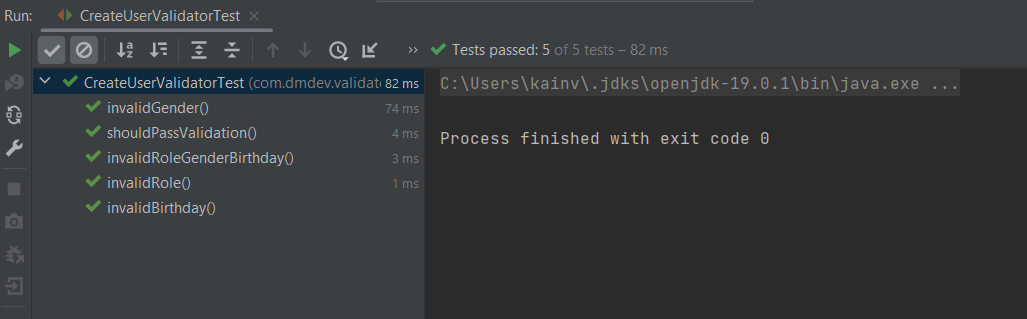 Run: CreateUserValidatorTest
Tests passed: 5 of 5 tests – 82 ms
CreateUserValidatorTest (com.dmdev.validate 82 ms
invalidGender() 74 ms
shouldPassValidation() 4 ms
invalidRoleGenderBirthday() 3 ms
invalidRole() 1 ms
invalidBirthday()
C:\Users\kainv\.jdks\openjdk-19.0.1\bin\java.exe ...
Process finished with exit code 0